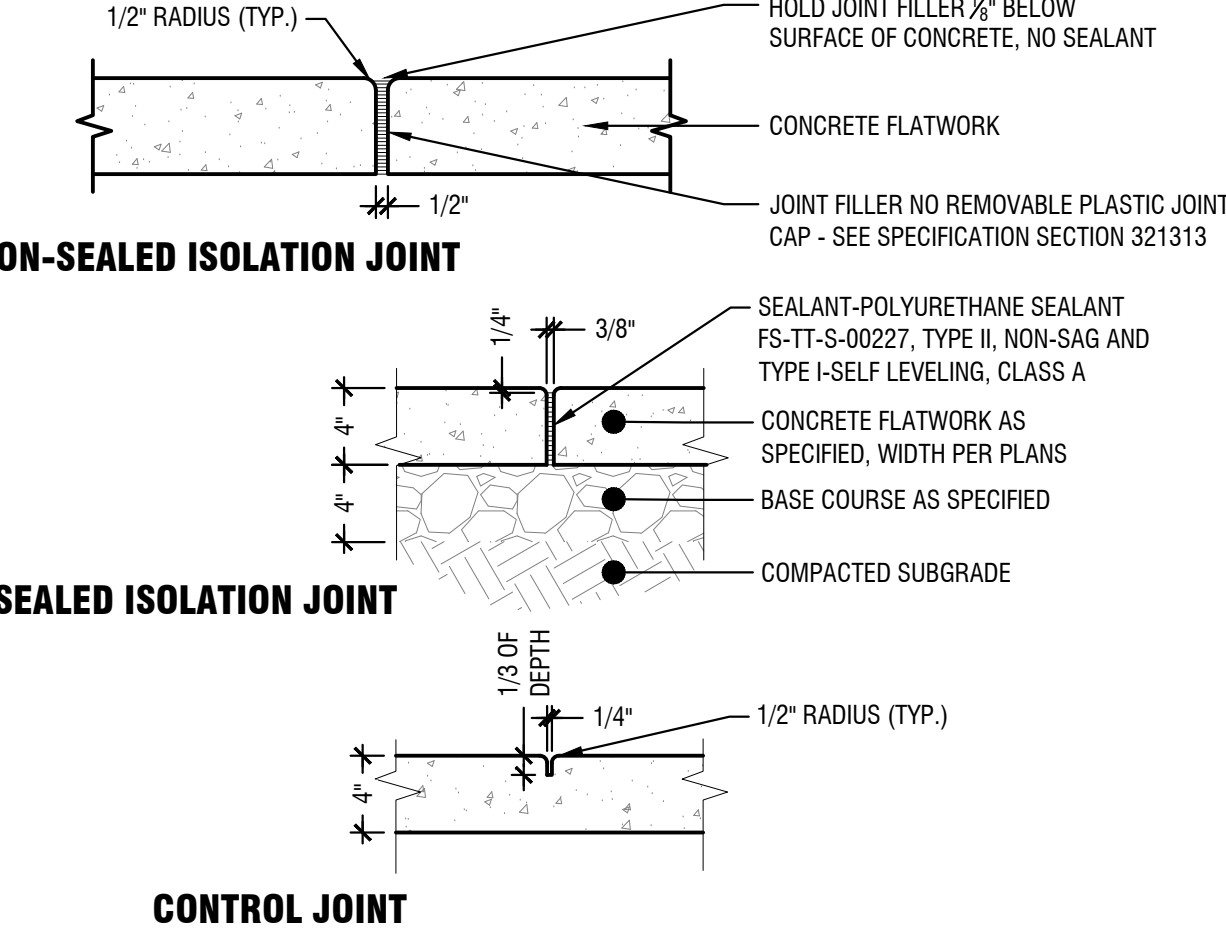 1/2" RADIUS (TYP.)
HOLD JOINT FILLER 1/8" BELOW
SURFACE OF CONCRETE, NO SEALANT
CONCRETE FLATWORK
JOINT FILLER NO REMOVABLE PLASTIC JOINT
CAP - SEE SPECIFICATION SECTION 321313
1/2"
ON-SEALED ISOLATION JOINT
1/4"
3/8"
SEALANT-POLYURETHANE SEALANT
FS-TT-S-00227, TYPE II, NON-SAG AND
TYPE I-SELF LEVELING, CLASS A
4"
CONCRETE FLATWORK AS
SPECIFIED, WIDTH PER PLANS
4"
BASE COURSE AS SPECIFIED
COMPACTED SUBGRADE
SEALED ISOLATION JOINT
1/3 OF
DEPTH
1/4"
1/2" RADIUS (TYP.)
4"
CONTROL JOINT